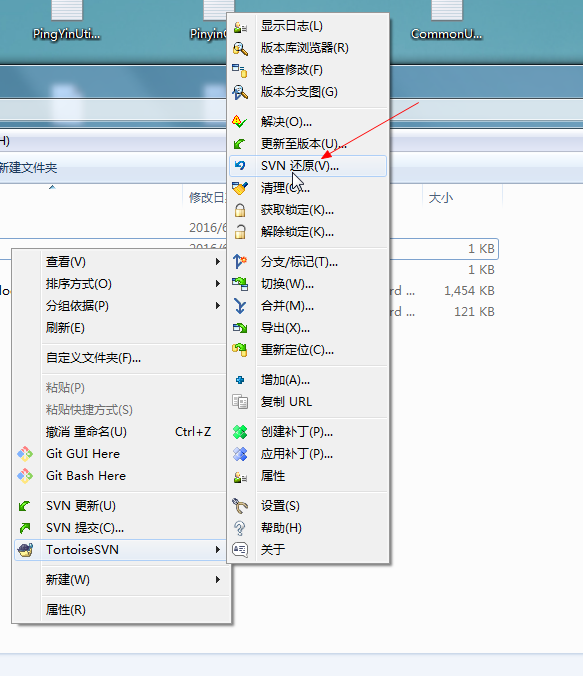 PingYinUti...
CommonU...
H)
新建文件夹
修改日
大小
2016/6
1 KB
1 KB
rd ...
1,454 KB
rd ...
121 KB
查看(V)
排序方式(O)
分组依据(P)
刷新(E)
自定义文件夹(F)...
粘贴(P)
粘贴快捷方式(S)
撤消 重命名(U) Ctrl+Z
Git GUI Here
Git Bash Here
SVN 更新(U)
SVN 提交(C)...
TortoiseSVN
新建(W)
属性(R)
显示日志(L)
版本库浏览器(R)
检查修改(F)
版本分支图(G)
解决(O)...
更新至版本(U)...
SVN 还原(V)...
清理(C)...
获取锁定(K)...
解除锁定(K)...
分支/标记(T)...
切换(W)...
合并(M)...
导出(X)...
重新定位(C)...
增加(A)...
复制 URL
创建补丁(P)...
应用补丁(P)...
属性
设置(S)
帮助(H)
关于